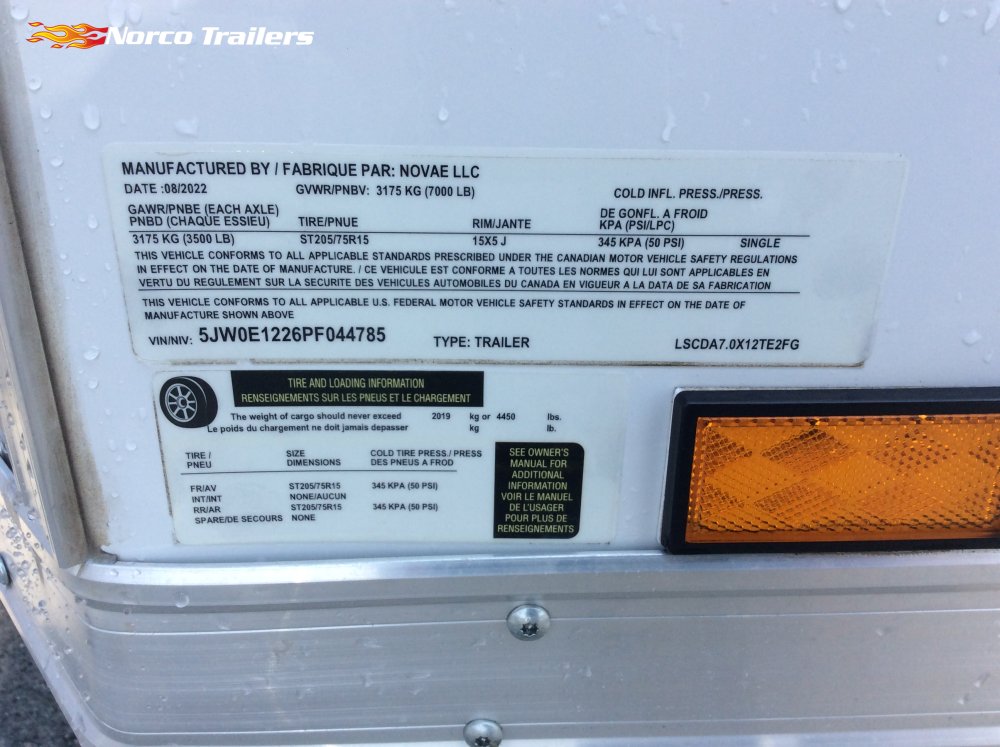 Norco Trailers
MANUFACTURED BY / FABRIQUE PAR: NOVAE LLC
DATE :08/2022 GVWR/PNBV: 3175 KG (7000 LB) COLD INFL. PRESS./PRESS.
GAWR/PNBE (EACH AXLE) DE GONFL. A FROID
PNBD (CHAQUE ESSIEU) TIRE/PNUE RIM/JANTE KPA (PSI/LPC)
3175 KG (3500 LB) ST205/75R15 15X5 J 345 KPA (50 PSI) SINGLE
THIS VEHICLE CONFORMS TO ALL APPLICABLE STANDARDS PRESCRIBED UNDER THE CANADIAN MOTOR VEHICLE SAFETY REGULATIONS
IN EFFECT ON THE DATE OF MANUFACTURE. / CE VEHICULE EST CONFORME A TOUTES LES NORMES QUI LUI SONT APPLICABLES EN
VERTU DU REGULEMENT SUR LA SECURITE DES VEHICULES AUTOMOBILES DU CANADA EN VIGUEUR A LA DATA DE SA FABRICATION
THIS VEHICLE CONFORMS TO ALL APPLICABLE U.S. FEDERAL MOTOR VEHICLE SAFETY STANDARDS IN EFFECT ON THE DATE OF
MANUFACTURE SHOWN ABOVE
VIN/NIV: 5JW0E1226PF044785 TYPE: TRAILER LSCDA7.0X12TE2FG
TIRE AND LOADING INFORMATION
RENSEIGNEMENTS SUR LES PNEUS ET LE CHARGEMENT
The weight of cargo should never exceed 2019 kg or 4450 lbs.
Le poids du chargement ne doit jamais depasser kg lb.
TIRE / SIZE COLD TIRE PRESS./ PRESS
PNEU DIMENSIONS DES PNEUS A FROD
FR/AV ST205/75R15 345 KPA (50 PSI)
INT/INT NONE/AUCUN
RR/AR ST205/75R15 345 KPA (50 PSI)
SPARE/DE SECOURS NONE
SEE OWNER'S
MANUAL FOR
ADDITIONAL
INFORMATION
VOIR LE MANUEL
DE L'USAGER
POUR PLUS DE
RENSEIGNEMENTS